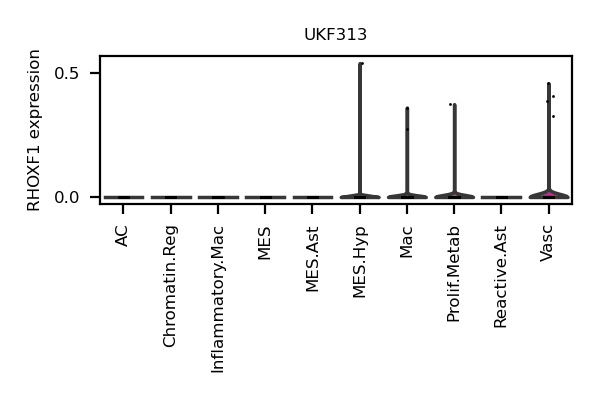 UKF313
RHOXF1 expression
0.5
0.0
AC
Chromatin.Reg
Inflammatory.Mac
MES
MES.Ast
MES.Hyp
Mac
Prolif.Metab
Reactive.Ast
Vasc